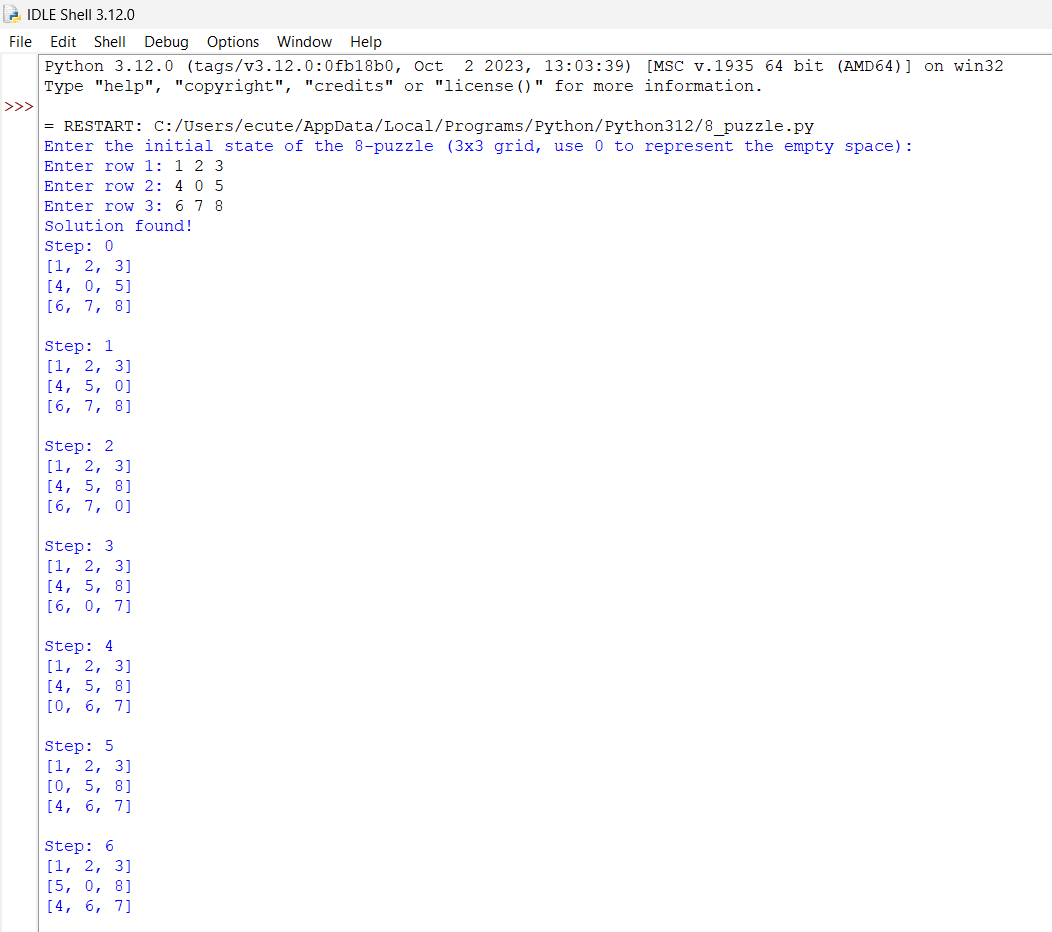 IDLE Shell 3.12.0
File Edit Shell Debug Options Window Help
Python 3.12.0 (tags/v3.12.0:0fb18b0, Oct  2 2023, 13:03:39) [MSC v.1935 64 bit (AMD64)] on win32
Type "help", "copyright", "credits" or "license()" for more information.
>>>
= RESTART: C:/Users/ecute/AppData/Local/Programs/Python/Python312/8_puzzle.py
Enter the initial state of the 8-puzzle (3x3 grid, use 0 to represent the empty space):
Enter row 1: 1 2 3
Enter row 2: 4 0 5
Enter row 3: 6 7 8
Solution found!
Step: 0
[1, 2, 3]
[4, 0, 5]
[6, 7, 8]

Step: 1
[1, 2, 3]
[4, 5, 0]
[6, 7, 8]

Step: 2
[1, 2, 3]
[4, 5, 8]
[6, 7, 0]

Step: 3
[1, 2, 3]
[4, 5, 8]
[6, 0, 7]

Step: 4
[1, 2, 3]
[4, 5, 8]
[0, 6, 7]

Step: 5
[1, 2, 3]
[0, 5, 8]
[4, 6, 7]

Step: 6
[1, 2, 3]
[5, 0, 8]
[4, 6, 7]